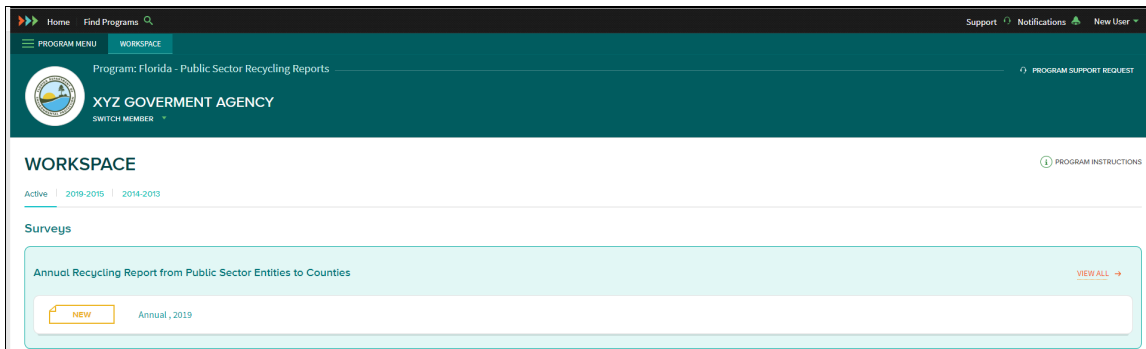 Home Find Programs Support Notifications New User
PROGRAM MENU WORKSPACE
Program: Florida - Public Sector Recycling Reports PROGRAM SUPPORT REQUEST
XYZ GOVERMENT AGENCY
SWITCH MEMBER
WORKSPACE PROGRAM INSTRUCTIONS
Active 2019-2015 2014-2013
Surveys
Annual Recycling Report from Public Sector Entities to Counties VIEW ALL →
NEW Annual , 2019